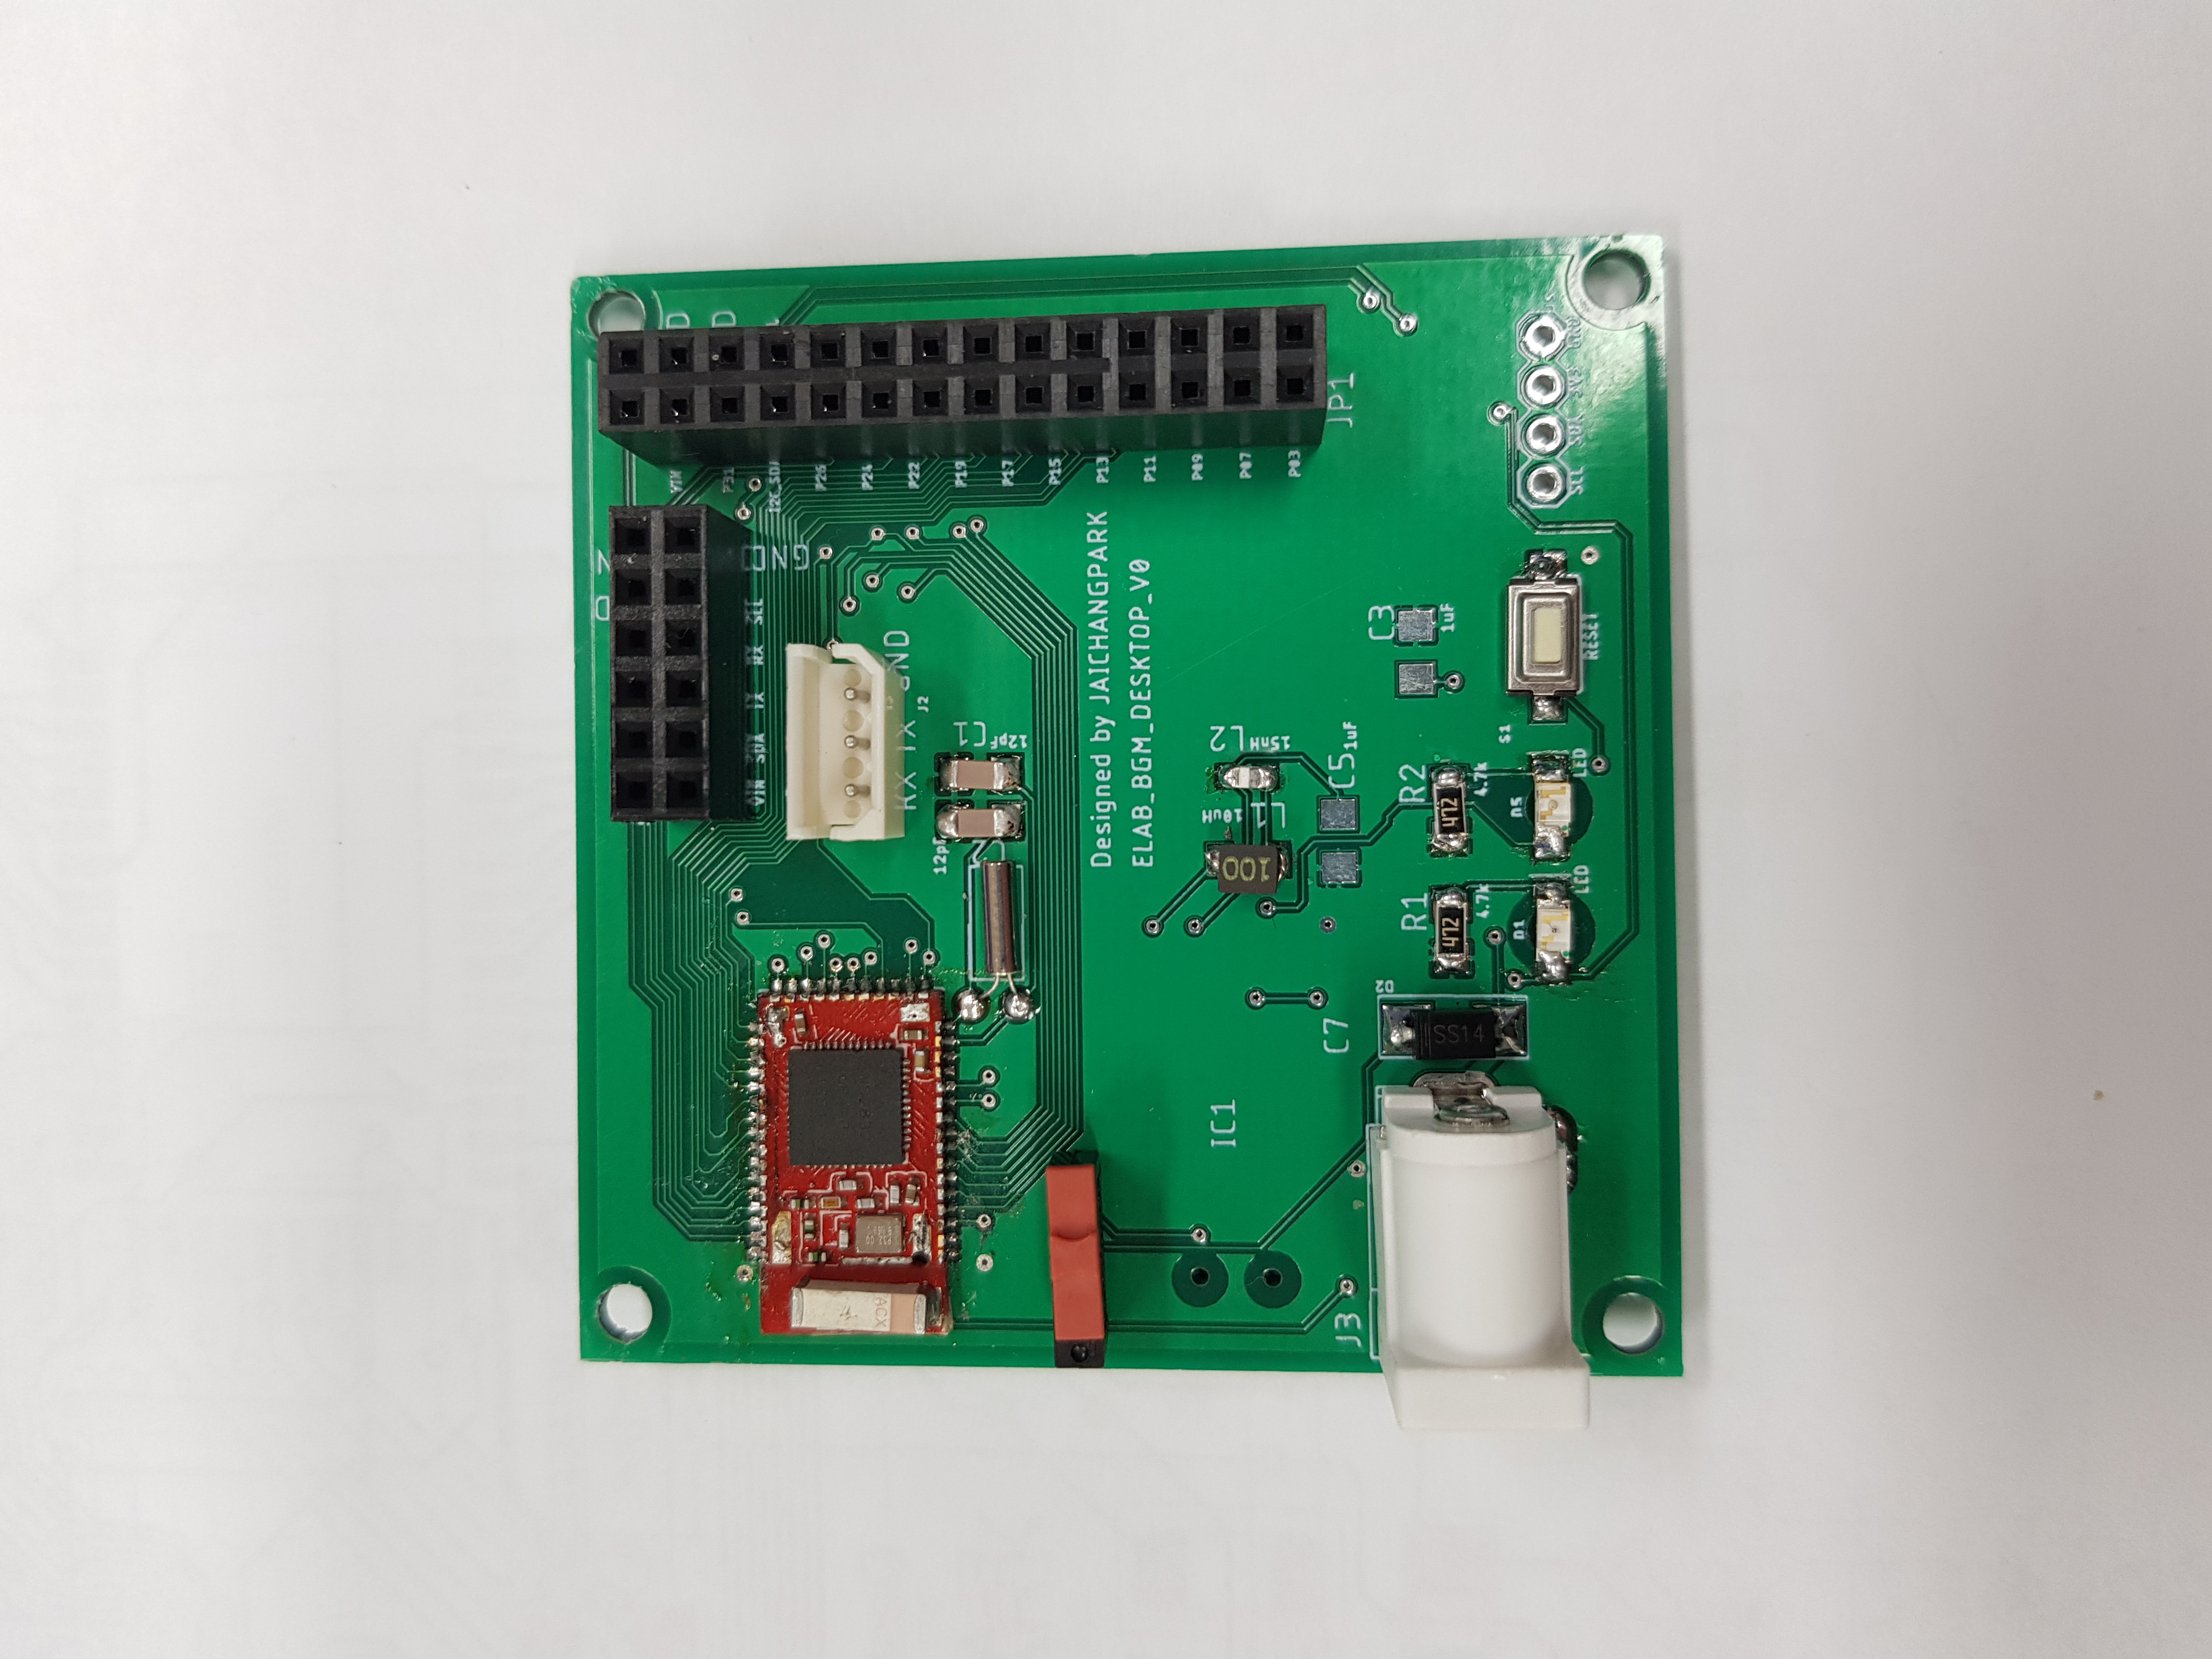 D
VIN
D
P31
D
VIN SDA TX RX SCL
GND
I2C_SDA
P26
P24
ACX
P22
RX TX GND
J2
12pF
C1
12pF
P19
P17
P15
Designed by JAICHANGPARK
P13
ELAB_BGM_DESKTOP_V0
P11
P09
IC1
100
10uH
L1
L2
15nH
P07
P03
J3
C7
C5
1uF
JP1
D2
SS14
C3
1uF
R1
R2
472
472
4.7k
4.7k
S1
D1
D5
LED
LED
RESET
SCL SDA 3V3 GND